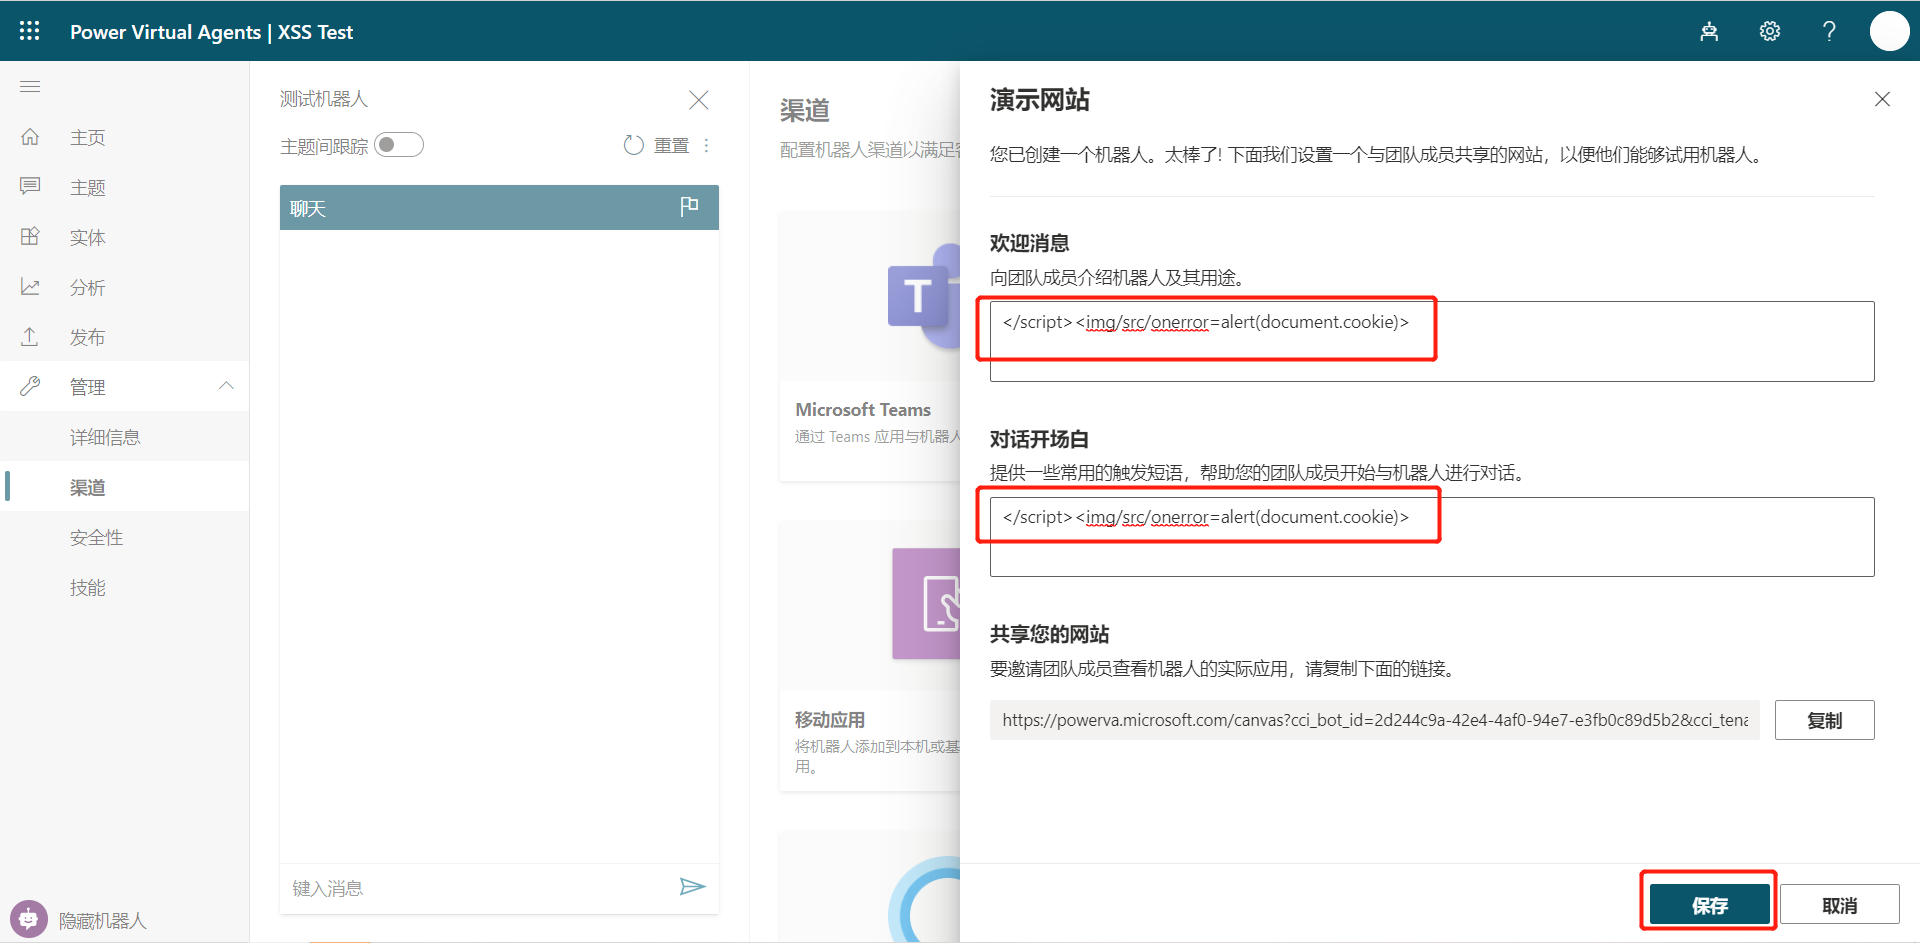 Power Virtual Agents | XSS Test
主页
主题
实体
分析
发布
管理
详细信息
渠道
安全性
技能
隐藏机器人
测试机器人
主题间跟踪
重置
聊天
键入消息
渠道
配置机器人渠道以满足
Microsoft Teams
通过 Teams 应用与机器人
移动应用
将机器人添加到本机或基
用。
演示网站
您已创建一个机器人。太棒了! 下面我们设置一个与团队成员共享的网站，以便他们能够试用机器人。
欢迎消息
向团队成员介绍机器人及其用途。
</script><img/src/onerror=alert(document.cookie)>
对话开场白
提供一些常用的触发短语，帮助您的团队成员开始与机器人进行对话。
</script><img/src/onerror=alert(document.cookie)>
共享您的网站
要邀请团队成员查看机器人的实际应用，请复制下面的链接。
https://powerva.microsoft.com/canvas?cci_bot_id=2d244c9a-42e4-4af0-94e7-e3fb0c89d5b2&cci_tena
复制
保存
取消